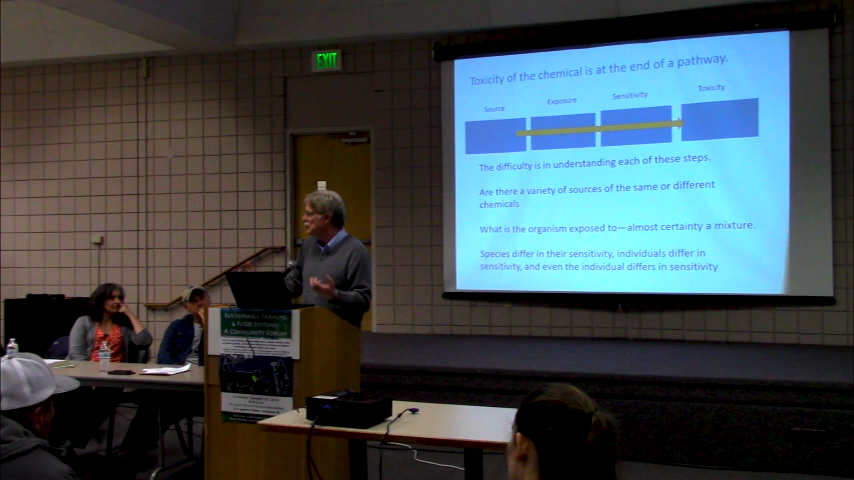 EXIT
Toxicity of the chemical is at the end of a pathway.
Source Exposure Sensitivity Toxicity
The difficulty is in understanding each of these steps.
Are there a variety of sources of the same or different
chemicals
What is the organism exposed to—almost certainty a mixture.
Species differ in their sensitivity, individuals differ in
sensitivity, and even the individual differs in sensitivity
SUSTAINABLE FARMING
& FOOD SYSTEMS:
A COMMUNITY FORUM